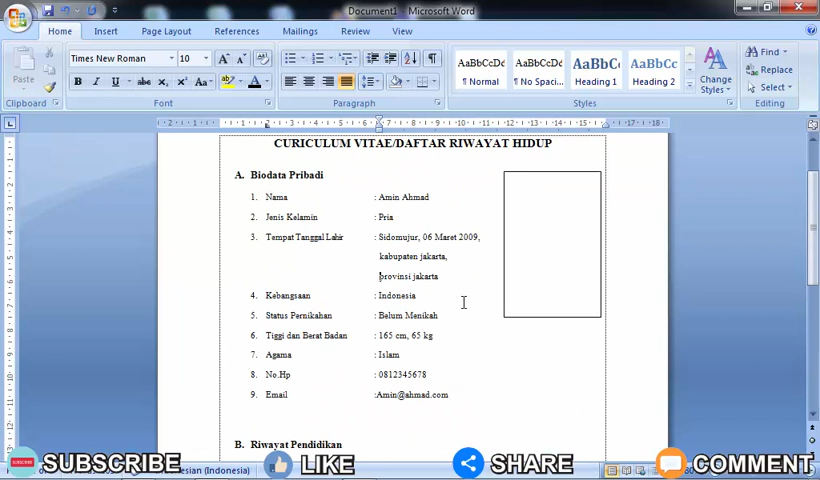 Document1 - Microsoft Word
Home Insert Page Layout References Mailings Review View
Paste
Times New Roman 10
Clipboard Font Paragraph Styles Editing
AaBbCcDd AaBbCcDd AaBbCc AaBbCc
¶ Normal ¶ No Spaci... Heading 1 Heading 2
Change Styles
Find
Replace
Select
CURICULUM VITAE/DAFTAR RIWAYAT HIDUP
A. Biodata Pribadi
1. Nama : Amin Ahmad
2. Jenis Kelamin : Pria
3. Tempat Tanggal Lahir : Sidomujur, 06 Maret 2009,
kabupaten jakarta,
provinsi jakarta
4. Kebangsaan : Indonesia
5. Status Pernikahan : Belum Menikah
6. Tiggi dan Berat Badan : 165 cm, 65 kg
7. Agama : Islam
8. No.Hp : 0812345678
9. Email :Amin@ahmad.com
B. Riwayat Pendidikan
SUBSCRIBE LIKE SHARE COMMENT
Indonesian (Indonesia)